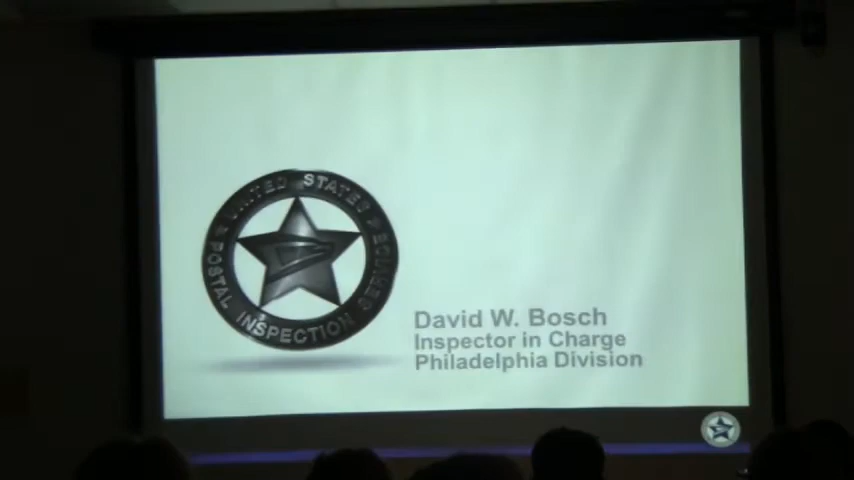 UNITED STATES
POSTAL INSPECTION SERVICE
David W. Bosch
Inspector in Charge
Philadelphia Division